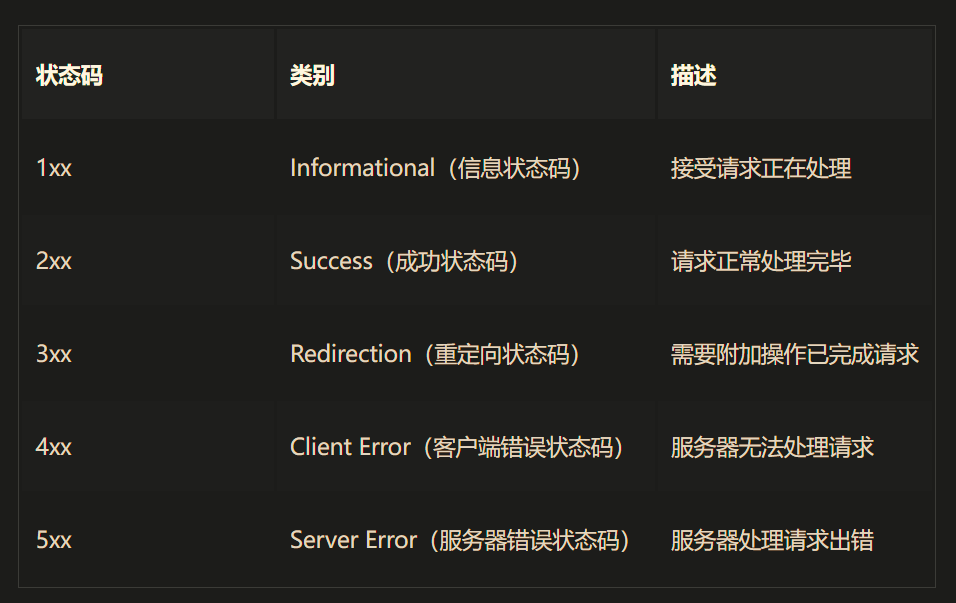 状态码 类别 描述
1xx Informational（信息状态码） 接受请求正在处理
2xx Success（成功状态码） 请求正常处理完毕
3xx Redirection（重定向状态码） 需要附加操作已完成请求
4xx Client Error（客户端错误状态码） 服务器无法处理请求
5xx Server Error（服务器错误状态码） 服务器处理请求出错